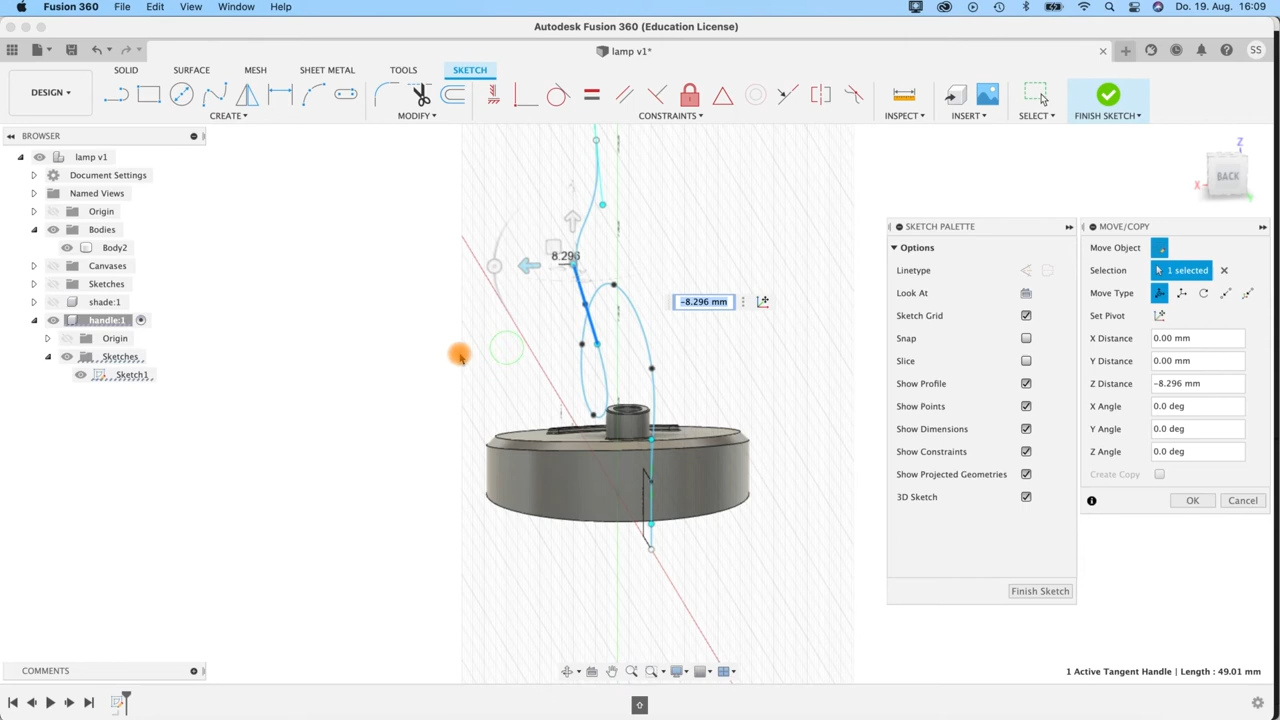 Fusion 360 File Edit View Window Help Do. 19. Aug. 16:09
Autodesk Fusion 360 (Education License)
lamp v1*
SS
DESIGN
SOLID SURFACE MESH SHEET METAL TOOLS SKETCH
CREATE MODIFY CONSTRAINTS INSPECT INSERT SELECT FINISH SKETCH
BROWSER
lamp v1
Document Settings
Named Views
Origin
Bodies
Body2
Canvases
Sketches
shade:1
handle:1
Origin
Sketches
Sketch1
8.296
-8.296 mm
Z
X
BACK
SKETCH PALETTE
Options
Linetype
Look At
Sketch Grid
Snap
Slice
Show Profile
Show Points
Show Dimensions
Show Constraints
Show Projected Geometries
3D Sketch
Finish Sketch
MOVE/COPY
Move Object
Selection 1 selected
Move Type
Set Pivot
X Distance 0.00 mm
Y Distance 0.00 mm
Z Distance -8.296 mm
X Angle 0.0 deg
Y Angle 0.0 deg
Z Angle 0.0 deg
Create Copy
OK Cancel
COMMENTS
1 Active Tangent Handle | Length : 49.01 mm